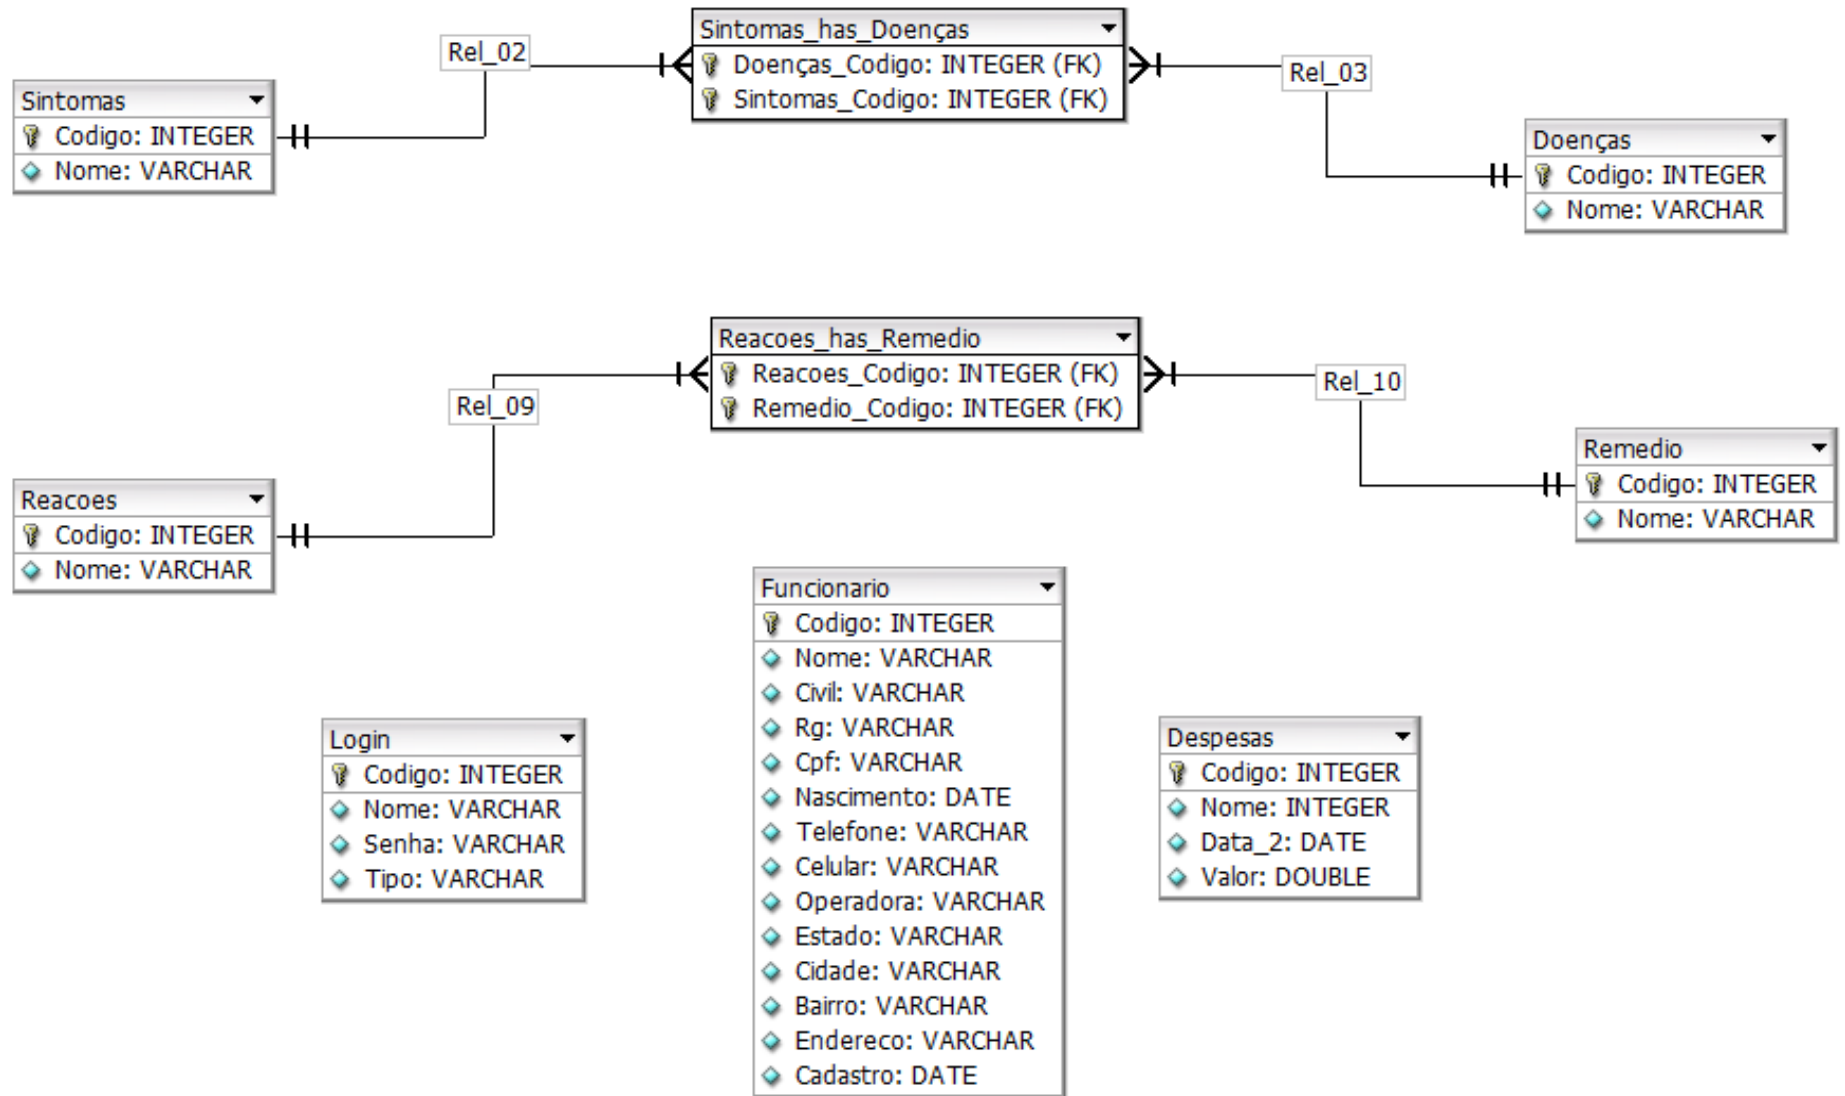 Sintomas_has_Doenças
Doenças_Codigo: INTEGER (FK)
Sintomas_Codigo: INTEGER (FK)
Rel_02
Rel_03
Sintomas
Codigo: INTEGER
Nome: VARCHAR
Doenças
Codigo: INTEGER
Nome: VARCHAR
Reacoes_has_Remedio
Reacoes_Codigo: INTEGER (FK)
Remedio_Codigo: INTEGER (FK)
Rel_09
Rel_10
Reacoes
Codigo: INTEGER
Nome: VARCHAR
Remedio
Codigo: INTEGER
Nome: VARCHAR
Funcionario
Codigo: INTEGER
Nome: VARCHAR
Civil: VARCHAR
Rg: VARCHAR
Cpf: VARCHAR
Nascimento: DATE
Telefone: VARCHAR
Celular: VARCHAR
Operadora: VARCHAR
Estado: VARCHAR
Cidade: VARCHAR
Bairro: VARCHAR
Endereco: VARCHAR
Cadastro: DATE
Login
Codigo: INTEGER
Nome: VARCHAR
Senha: VARCHAR
Tipo: VARCHAR
Despesas
Codigo: INTEGER
Nome: INTEGER
Data_2: DATE
Valor: DOUBLE